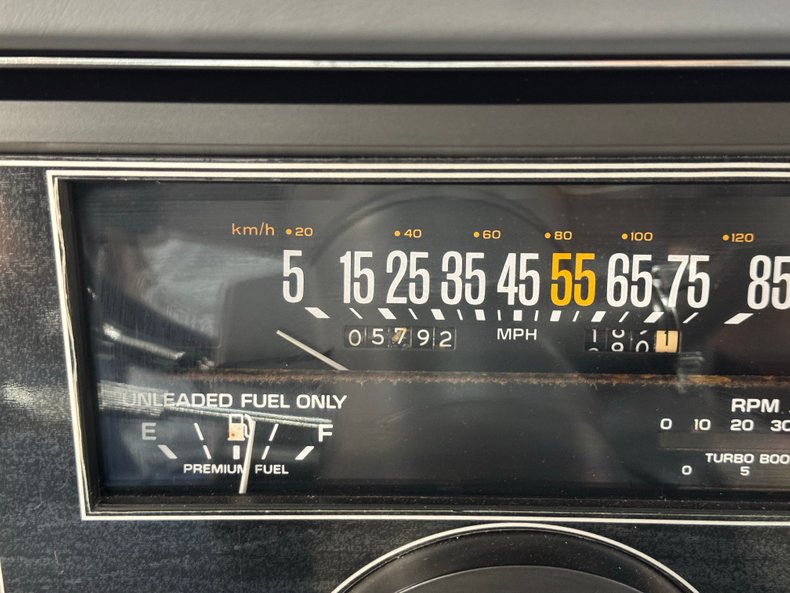 km/h 20 40 60 80 100 120
5 15 25 35 45 55 65 75 85
05792 MPH
UNLEADED FUEL ONLY
E F
PREMIUM FUEL
RPM
0 10 20 30
TURBO BOO
0 5